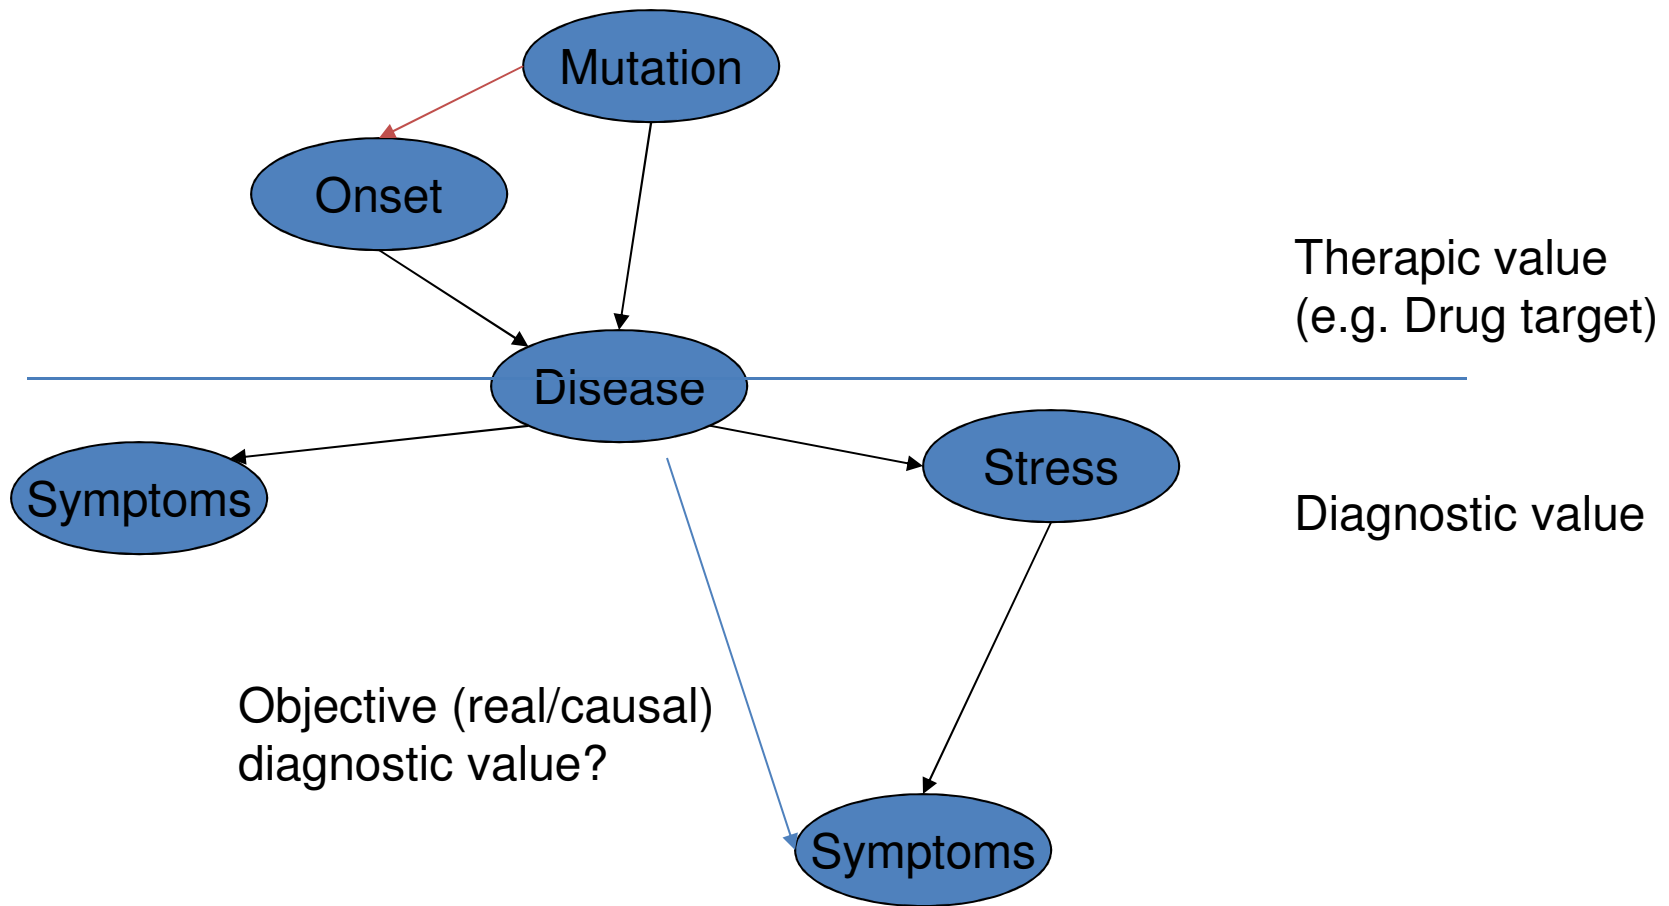 Mutation
Onset
Therapic value
(e.g. Drug target)
Disease
Stress
Symptoms
Diagnostic value
Objective (real/causal)
diagnostic value?
Symptoms